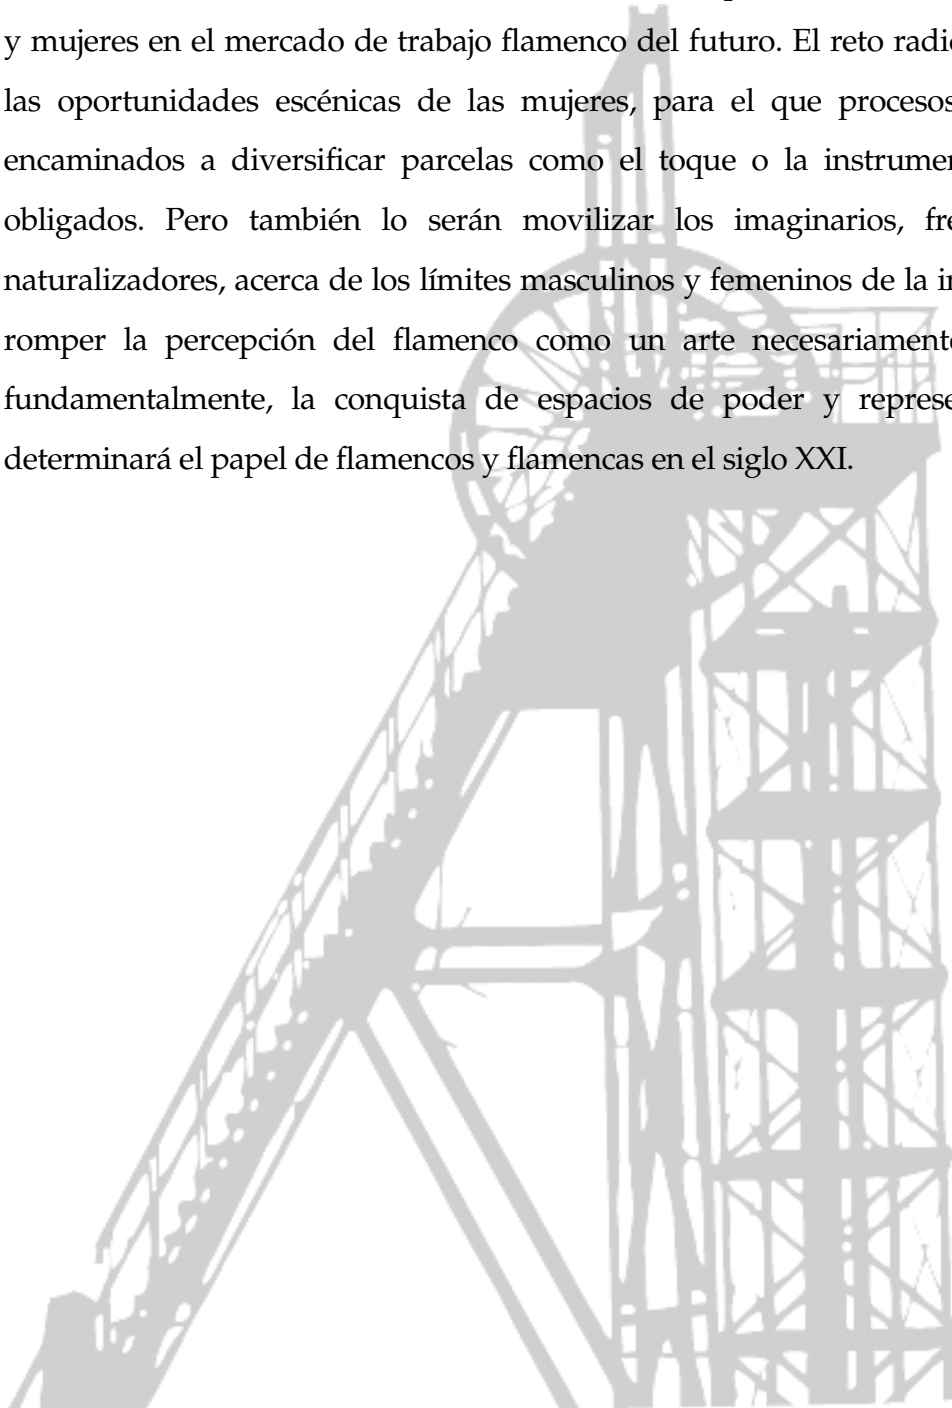 y mujeres en el mercado de trabajo flamenco del futuro. El reto radi
las oportunidades escénicas de las mujeres, para el que procesos
encaminados a diversificar parcelas como el toque o la instrumen
obligados. Pero también lo serán movilizar los imaginarios, fre
naturalizadores, acerca de los límites masculinos y femeninos de la i
romper la percepción del flamenco como un arte necesariament
fundamentalmente, la conquista de espacios de poder y represe
determinará el papel de flamencos y flamencas en el siglo XXI.